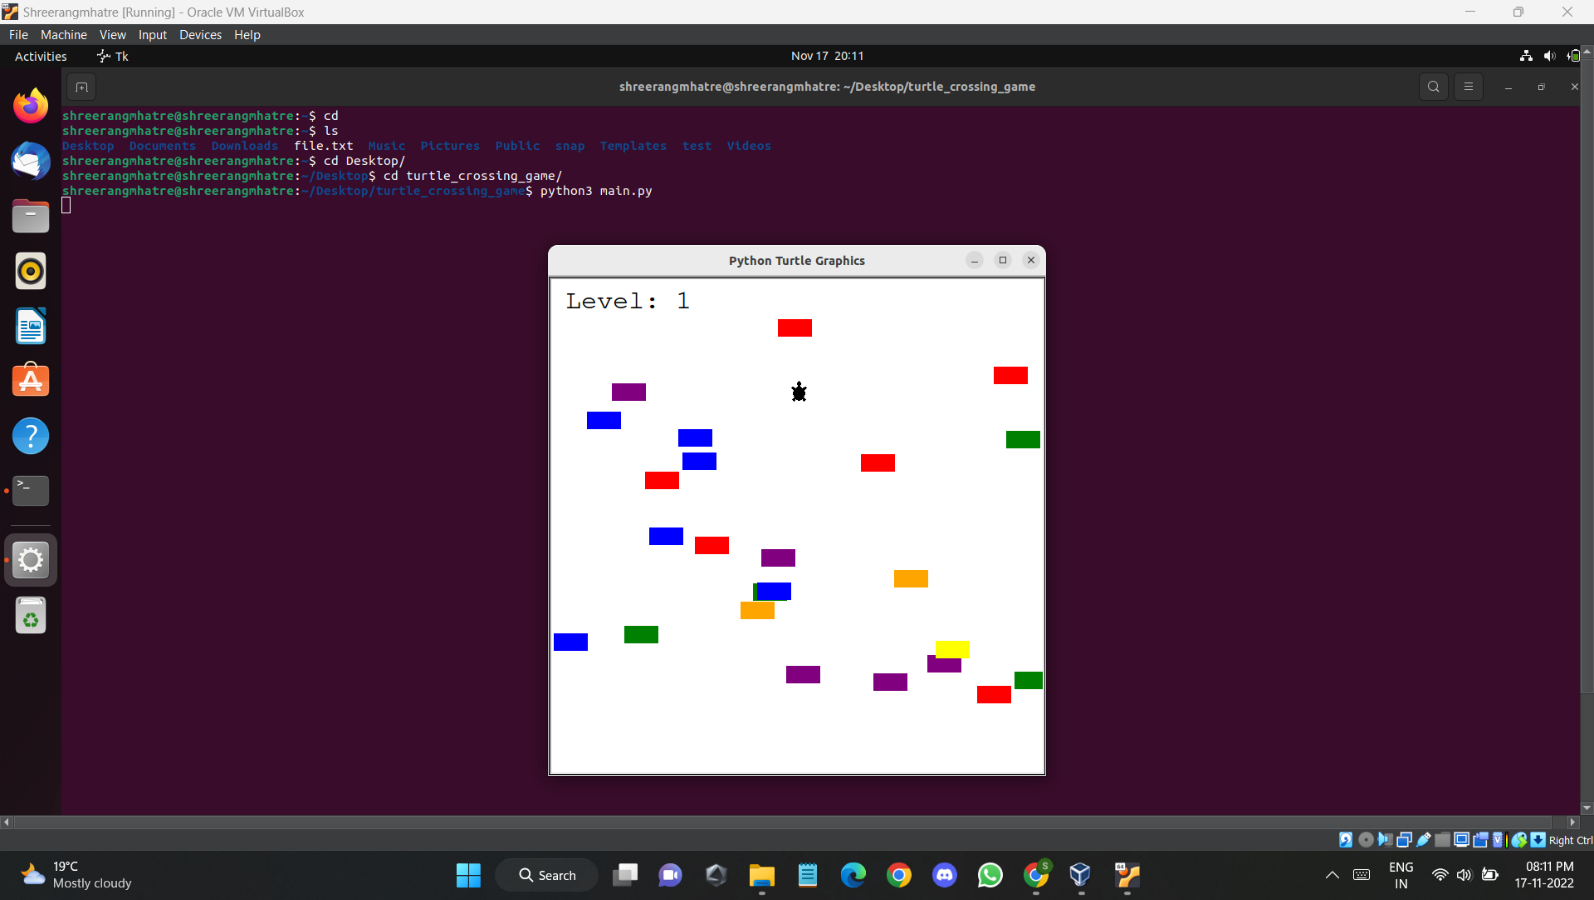 Shreerangmhatre [Running] - Oracle VM VirtualBox
File Machine View Input Devices Help
Activities Tk Nov 17 20:11
shreerangmhatre@shreerangmhatre: ~/Desktop/turtle_crossing_game
shreerangmhatre@shreerangmhatre:~$ cd
shreerangmhatre@shreerangmhatre:~$ ls
Desktop Documents Downloads file.txt Music Pictures Public snap Templates test Videos
shreerangmhatre@shreerangmhatre:~$ cd Desktop/
shreerangmhatre@shreerangmhatre:~/Desktop$ cd turtle_crossing_game/
shreerangmhatre@shreerangmhatre:~/Desktop/turtle_crossing_game$ python3 main.py
Python Turtle Graphics
Level: 1
Right Ctrl
19°C
Mostly cloudy
Search
ENG
IN
08:11 PM
17-11-2022